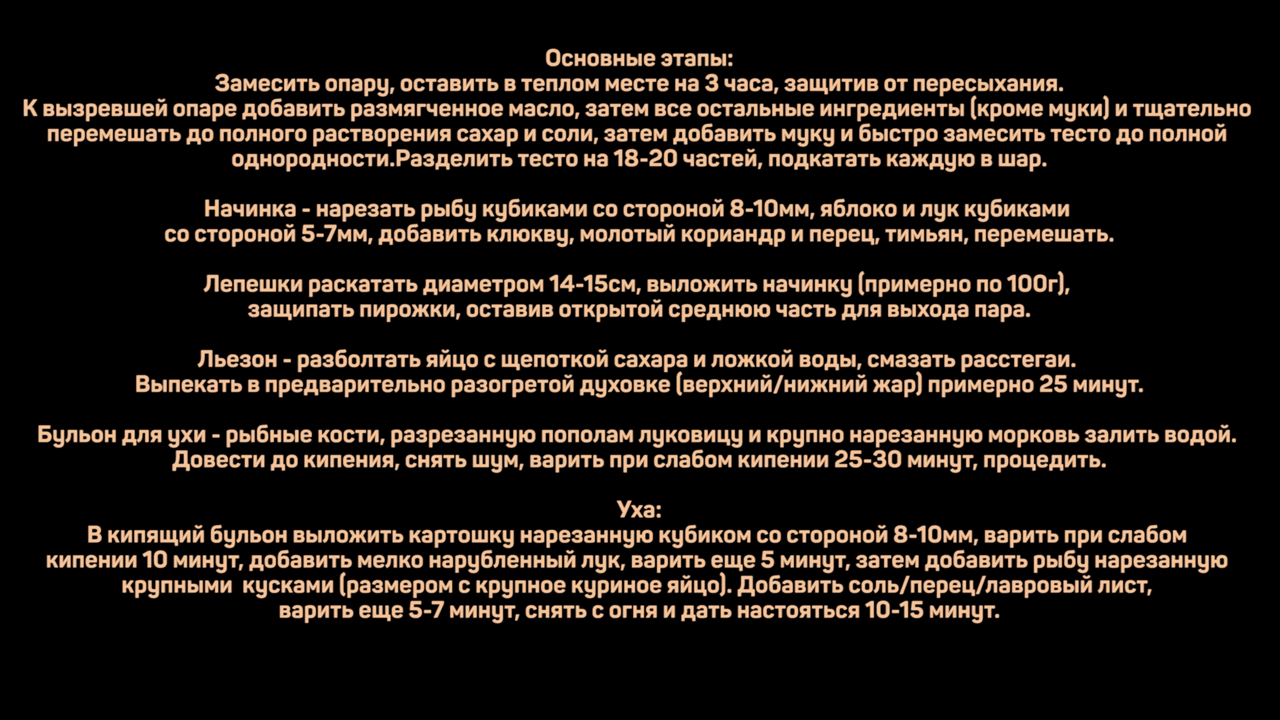 Основные этапы:
Замесить опару, оставить в теплом месте на 3 часа, защитив от пересыхания.
К вызревшей опаре добавить размягченное масло, затем все остальные ингредиенты (кроме муки) и тщательно
перемешать до полного растворения сахар и соли, затем добавить муку и быстро замесить тесто до полной
однородности.Разделить тесто на 18-20 частей, подкатать каждую в шар.
Начинка - нарезать рыбу кубиками со стороной 8-10мм, яблоко и лук кубиками
со стороной 5-7мм, добавить клюкву, молотый кориандр и перец, тимьян, перемешать.
Лепешки раскатать диаметром 14-15см, выложить начинку (примерно по 100г),
защипать пирожки, оставив открытой среднюю часть для выхода пара.
Льезон - разболтать яйцо с щепоткой сахара и ложкой воды, смазать расстегаи.
Выпекать в предварительно разогретой духовке (верхний/нижний жар) примерно 25 минут.
Бульон для ухи - рыбные кости, разрезанную пополам луковицу и крупно нарезанную морковь залить водой.
Довести до кипения, снять шум, варить при слабом кипении 25-30 минут, процедить.
Уха:
В кипящий бульон выложить картошку нарезанную кубиком со стороной 8-10мм, варить при слабом
кипении 10 минут, добавить мелко нарубленный лук, варить еще 5 минут, затем добавить рыбу нарезанную
крупными кусками (размером с крупное куриное яйцо). Добавить соль/перец/лавровый лист,
варить еще 5-7 минут, снять с огня и дать настояться 10-15 минут.